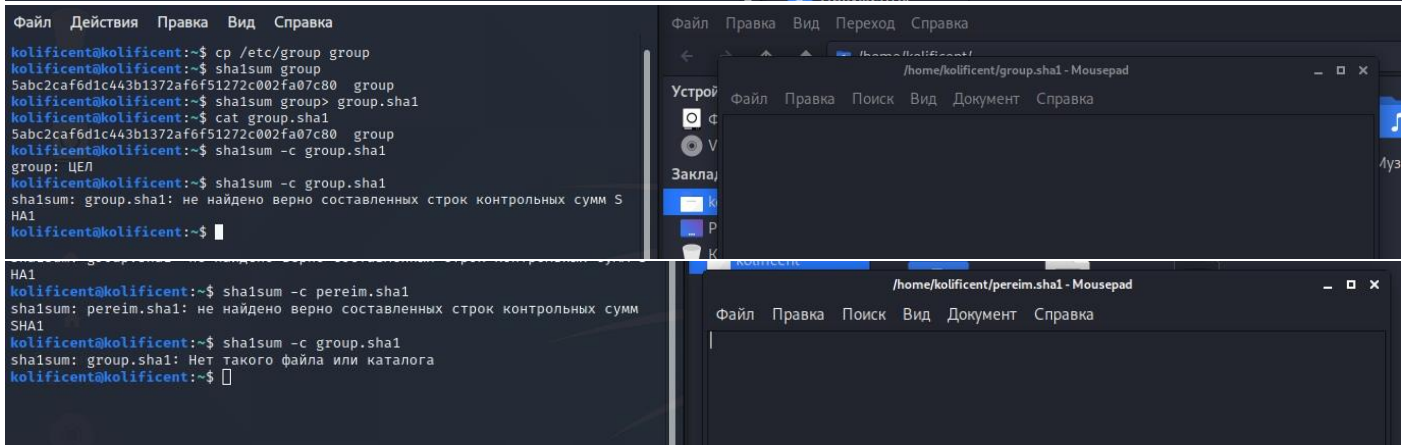 Файл Действия Правка Вид Справка
kolificent@kolificent:~$ cp /etc/group group
kolificent@kolificent:~$ sha1sum group
5abc2caf6d1c443b1372af6f51272c002fa07c80  group
kolificent@kolificent:~$ sha1sum group> group.sha1
kolificent@kolificent:~$ cat group.sha1
5abc2caf6d1c443b1372af6f51272c002fa07c80  group
kolificent@kolificent:~$ sha1sum -c group.sha1
group: ЦЕЛ
kolificent@kolificent:~$ sha1sum -c group.sha1
sha1sum: group.sha1: не найдено верно составленных строк контрольных сумм S
HA1
kolificent@kolificent:~$
Файл Правка Вид Переход Справка
/home/kolificent/
Устрой
Ф
V
Закла
k
P
К
/home/kolificent/group.sha1 - Mousepad
Файл Правка Поиск Вид Документ Справка
Муз
HA1
kolificent@kolificent:~$ sha1sum -c pereim.sha1
sha1sum: pereim.sha1: не найдено верно составленных строк контрольных сумм
SHA1
kolificent@kolificent:~$ sha1sum -c group.sha1
sha1sum: group.sha1: Нет такого файла или каталога
kolificent@kolificent:~$
kolificent
/home/kolificent/pereim.sha1 - Mousepad
Файл Правка Поиск Вид Документ Справка